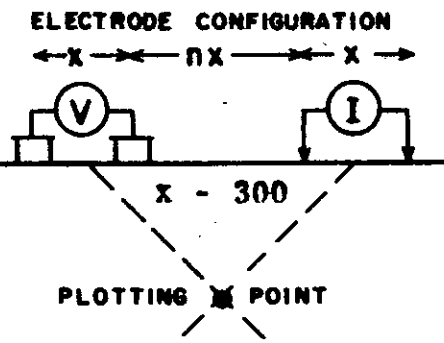 ELECTRODE CONFIGURATION
x nx x
V I
x - 300
PLOTTING POINT